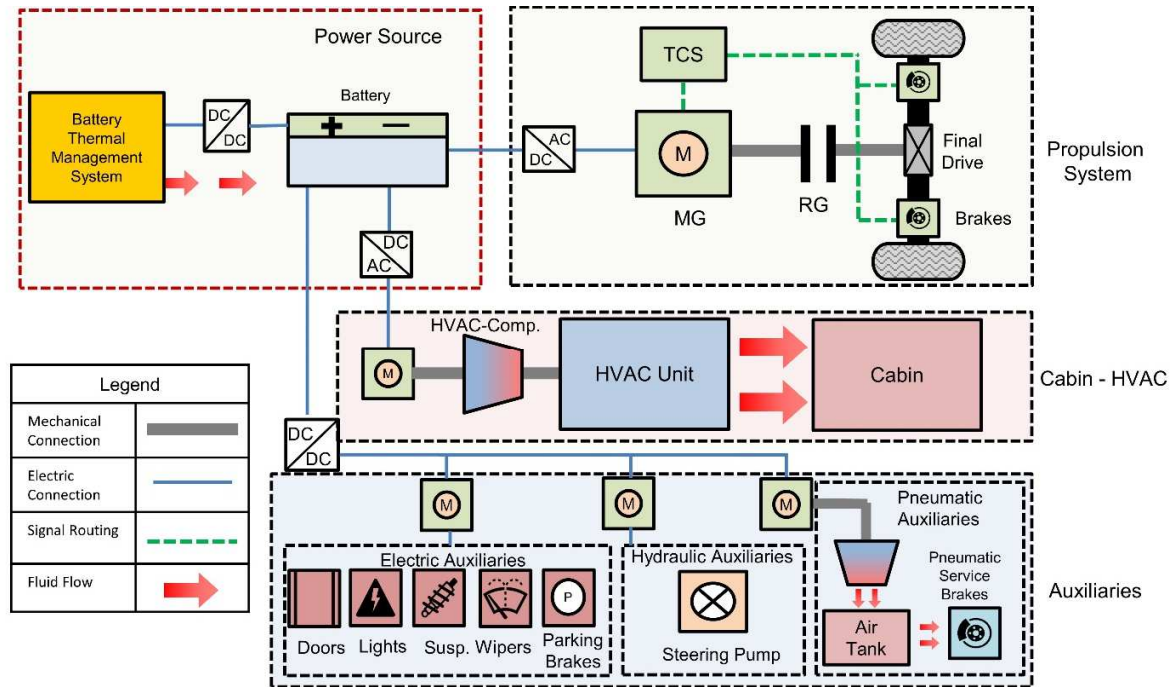 Power Source
Battery
Thermal
Management
System
DC
DC
Battery
+ −
AC
DC
TCS
M
MG
RG
Final
Drive
Brakes
Propulsion
System
DC
AC
HVAC-Comp.
M
HVAC Unit
Cabin
Cabin - HVAC
Legend
Mechanical
Connection
Electric
Connection
Signal Routing
Fluid Flow
DC
DC
M
M
M
Pneumatic
Auxiliaries
Electric Auxiliaries
Doors
Lights
Susp.
Wipers
P
Parking
Brakes
Hydraulic Auxiliaries
Steering Pump
Pneumatic
Service
Brakes
Air
Tank
Auxiliaries